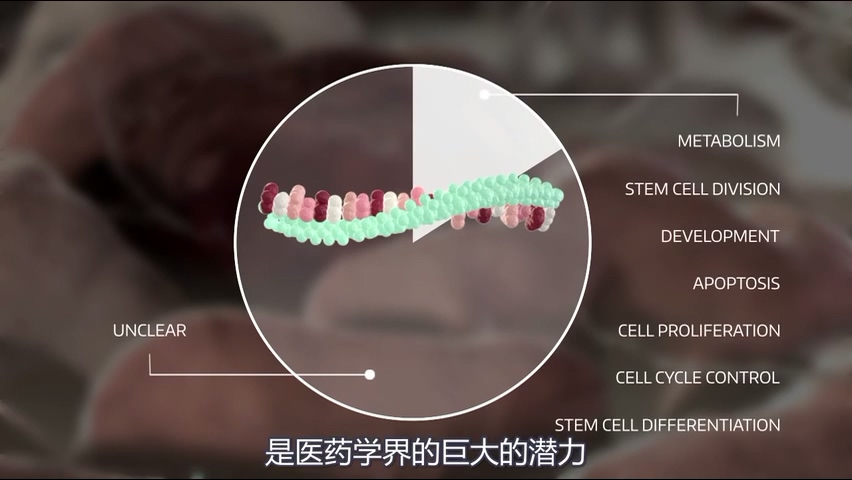 METABOLISM
STEM CELL DIVISION
DEVELOPMENT
APOPTOSIS
UNCLEAR
CELL PROLIFERATION
CELL CYCLE CONTROL
STEM CELL DIFFERENTIATION
是医药学界的巨大的潜力